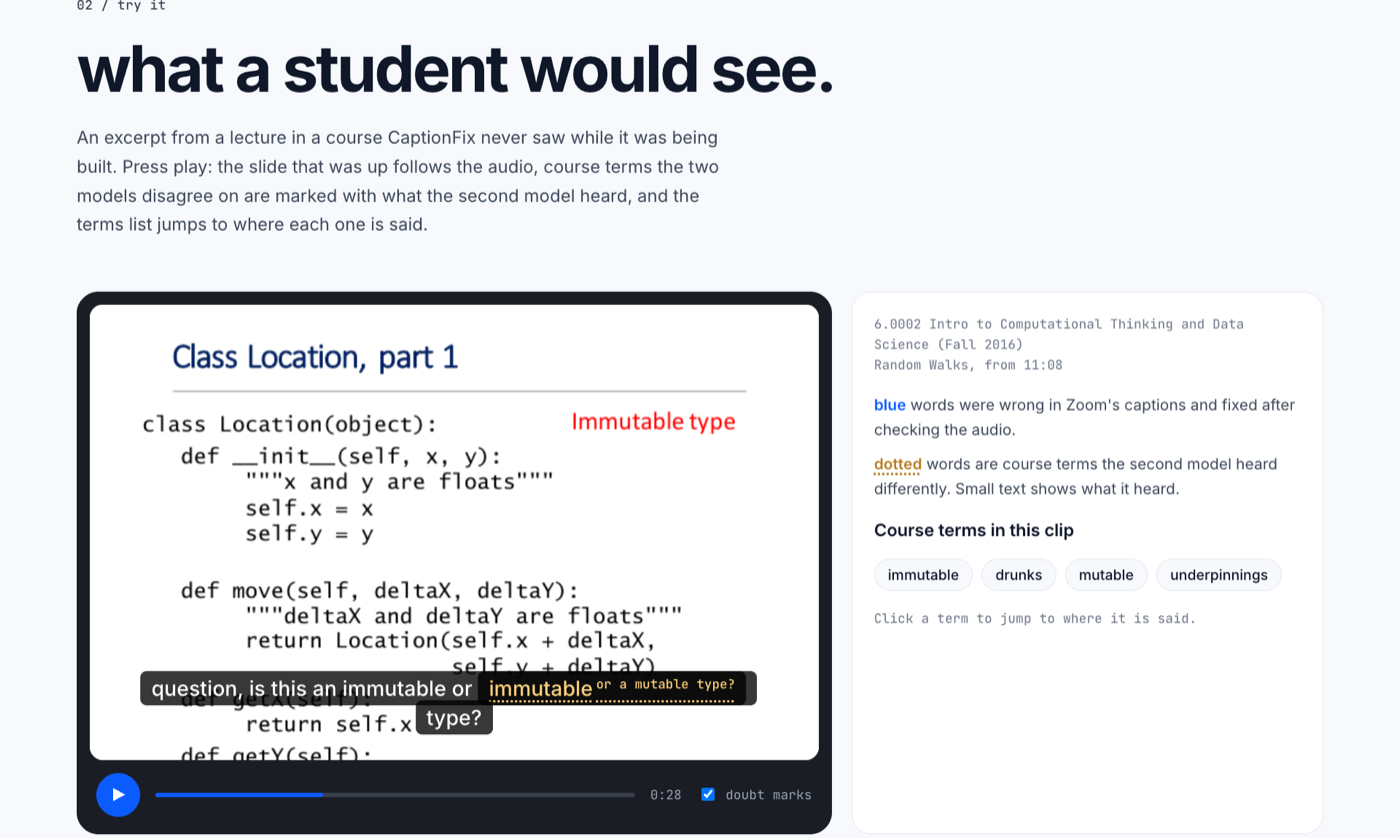 02 / try it
what a student would see.
An excerpt from a lecture in a course CaptionFix never saw while it was being
built. Press play: the slide that was up follows the audio, course terms the two
models disagree on are marked with what the second model heard, and the
terms list jumps to where each one is said.
Class Location, part 1
class Location(object):
Immutable type
def __init__(self, x, y):
"""x and y are floats"""
self.x = x
self.y = y
def move(self, deltaX, deltaY):
"""deltaX and deltaY are floats"""
return Location(self.x + deltaX,
self.y + deltaY)
def getX(self):
question, is this an immutable or immutable or a mutable type?
type?
return self.x
def getY(self):
0:28
doubt marks
6.0002 Intro to Computational Thinking and Data
Science (Fall 2016)
Random Walks, from 11:08
blue words were wrong in Zoom's captions and fixed after
checking the audio.
dotted words are course terms the second model heard
differently. Small text shows what it heard.
Course terms in this clip
immutable
drunks
mutable
underpinnings
Click a term to jump to where it is said.